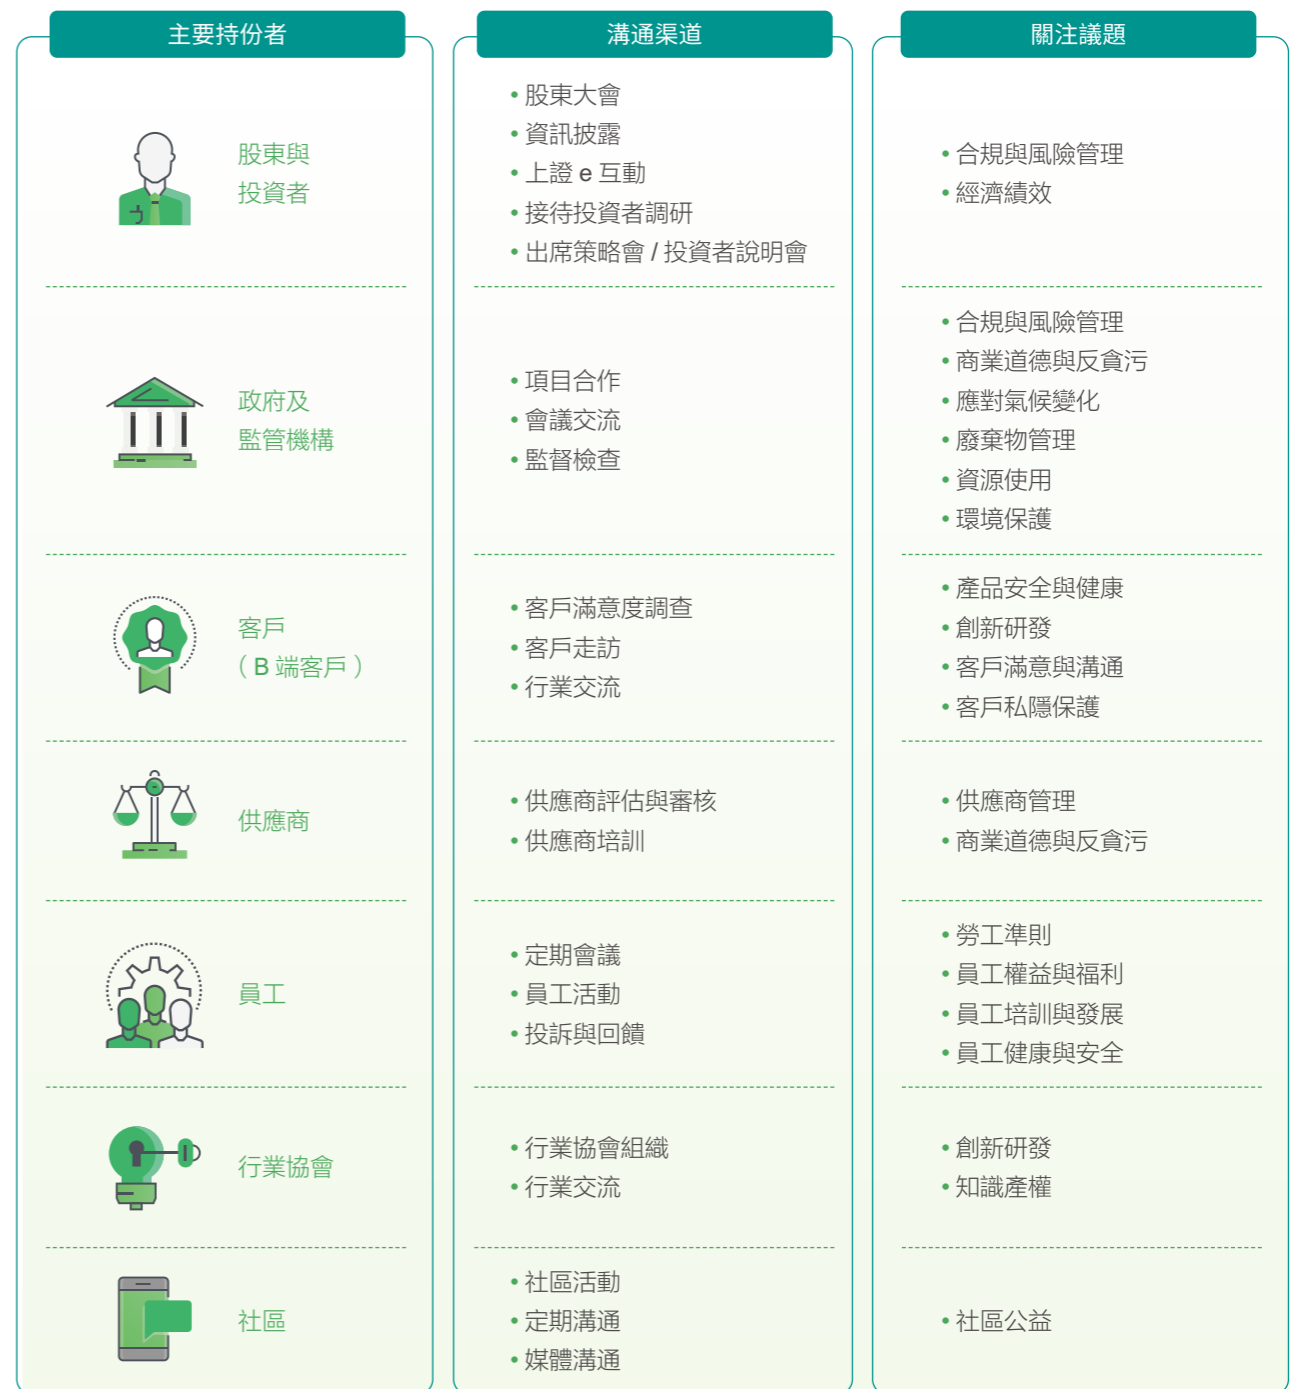 主要持份者
溝通渠道
關注議題
股東與
投資者
• 股東大會
• 資訊披露
• 上證 e 互動
• 接待投資者調研
• 出席策略會 / 投資者說明會
• 合規與風險管理
• 經濟績效
政府及
監管機構
• 項目合作
• 會議交流
• 監督檢查
• 合規與風險管理
• 商業道德與反貪污
• 應對氣候變化
• 廢棄物管理
• 資源使用
• 環境保護
客戶
（B 端客戶）
• 客戶滿意度調查
• 客戶走訪
• 行業交流
• 產品安全與健康
• 創新研發
• 客戶滿意與溝通
• 客戶私隱保護
供應商
• 供應商評估與審核
• 供應商培訓
• 供應商管理
• 商業道德與反貪污
員工
• 定期會議
• 員工活動
• 投訴與回饋
• 勞工準則
• 員工權益與福利
• 員工培訓與發展
• 員工健康與安全
行業協會
• 行業協會組織
• 行業交流
• 創新研發
• 知識產權
社區
• 社區活動
• 定期溝通
• 媒體溝通
• 社區公益